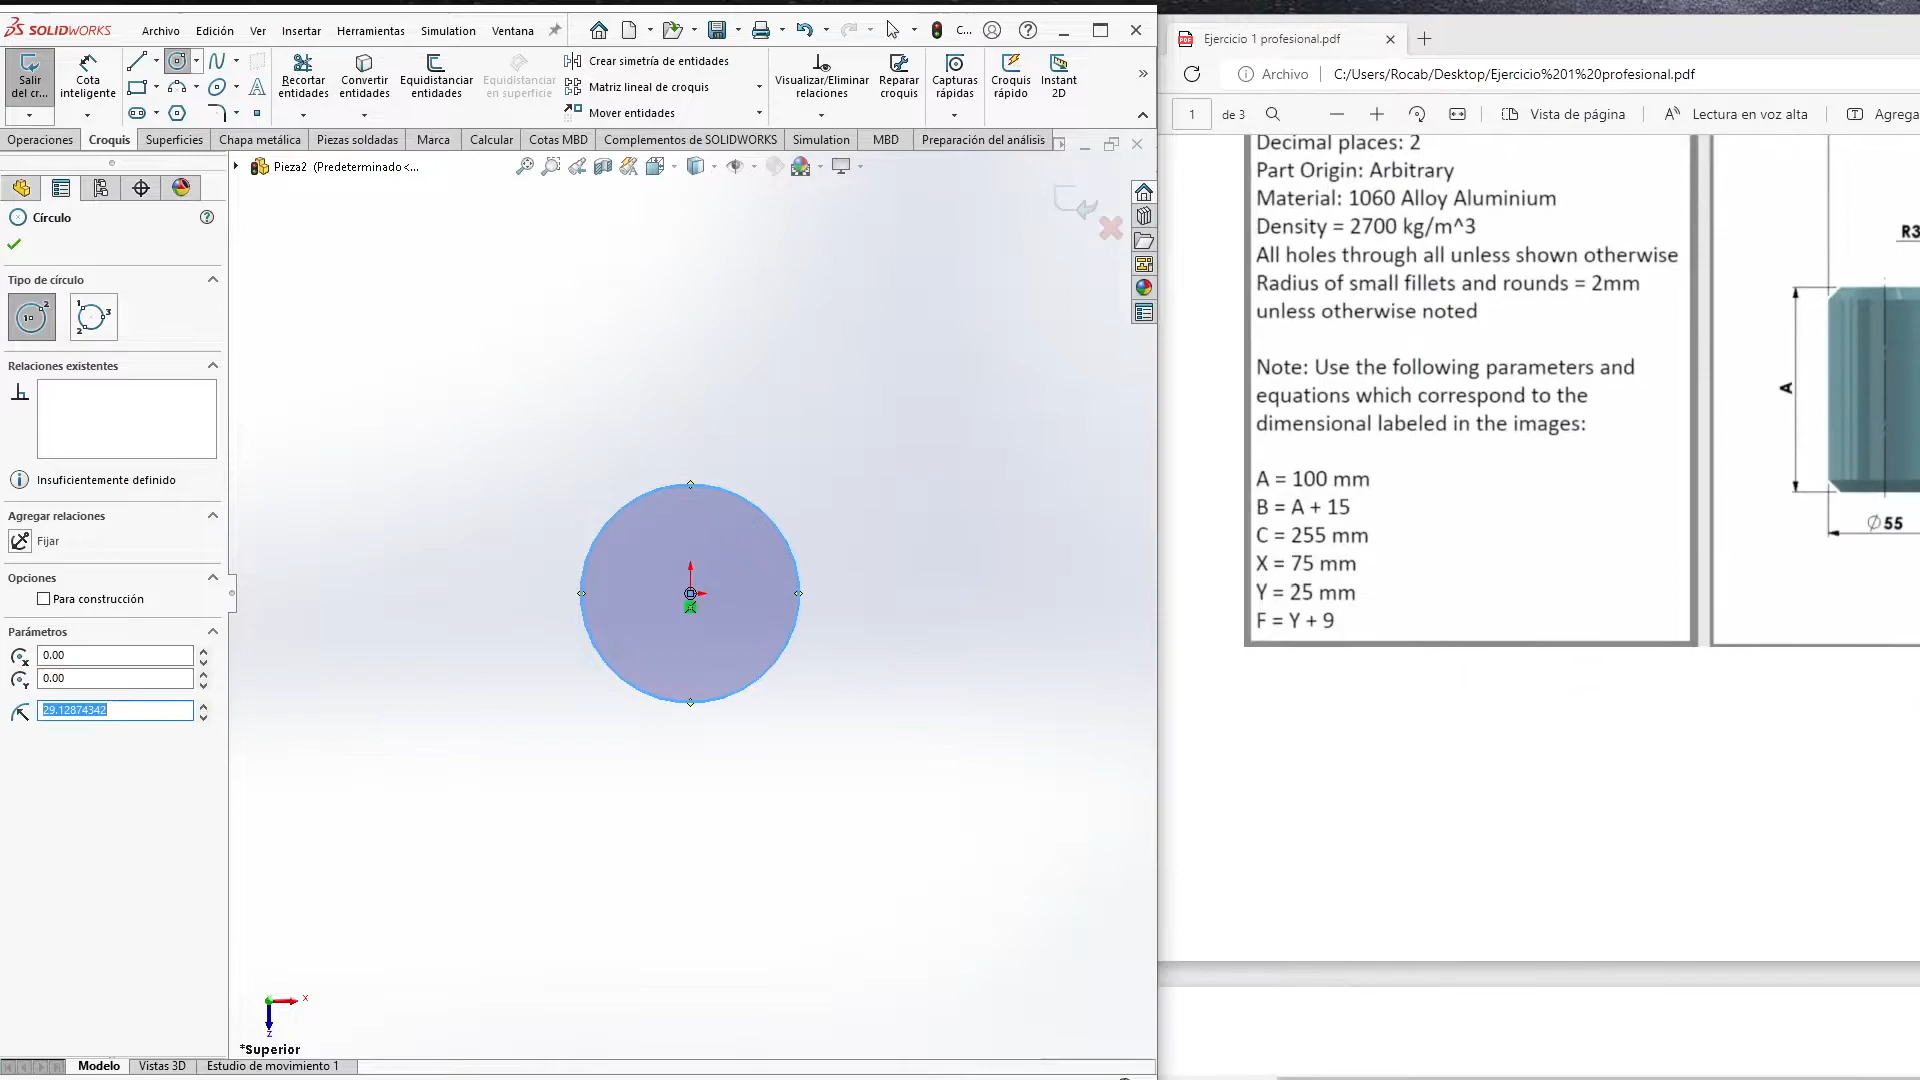 SOLIDWORKS
Archivo Edición Ver Insertar Herramientas Simulation Ventana
C...
Salir del cr...
Cota inteligente
Recortar entidades
Convertir entidades
Equidistanciar entidades
Equidistanciar en superficie
Crear simetría de entidades
Matriz lineal de croquis
Mover entidades
Visualizar/Eliminar relaciones
Reparar croquis
Capturas rápidas
Croquis rápido
Instant 2D
Operaciones Croquis Superficies Chapa metálica Piezas soldadas Marca Calcular Cotas MBD Complementos de SOLIDWORKS Simulation MBD Preparación del análisis
Pieza2 (Predeterminado <...
Círculo
Tipo de círculo
Relaciones existentes
Insuficientemente definido
Agregar relaciones
Fijar
Opciones
Para construcción
Parámetros
0.00
0.00
29.12874342
x
z
*Superior
Modelo Vistas 3D Estudio de movimiento 1
Ejercicio 1 profesional.pdf
Archivo C:/Users/Rocab/Desktop/Ejercicio%201%20profesional.pdf
1 de 3 Vista de página Lectura en voz alta Agrega
Decimal places: 2
Part Origin: Arbitrary
Material: 1060 Alloy Aluminium
Density = 2700 kg/m^3
All holes through all unless shown otherwise
Radius of small fillets and rounds = 2mm
unless otherwise noted
Note: Use the following parameters and
equations which correspond to the
dimensional labeled in the images:
A = 100 mm
B = A + 15
C = 255 mm
X = 75 mm
Y = 25 mm
F = Y + 9
R3
A
∅55